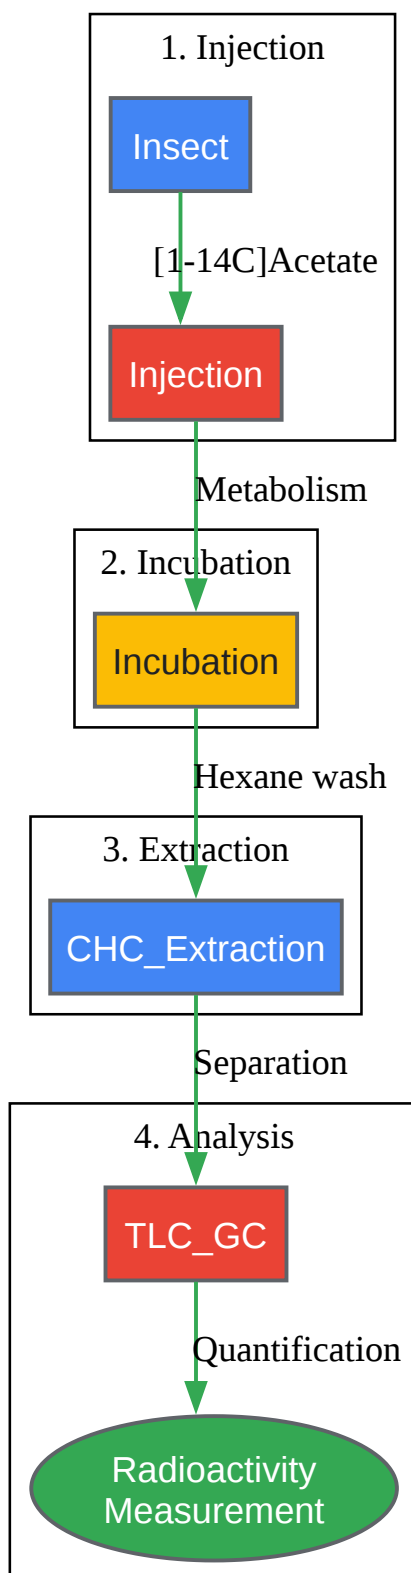 1. Injection
Insect
[1-14C]Acetate
Injection
Metabolism
2. Incubation
Incubation
Hexane wash
3. Extraction
CHC_Extraction
Separation
4. Analysis
TLC_GC
Quantification
Radioactivity
Measurement